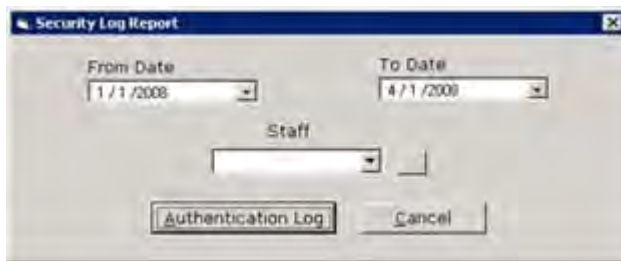 Security Log Report
From Date To Date
1 / 1 /2008 4 / 1 /2008
Staff
Authentication Log Cancel